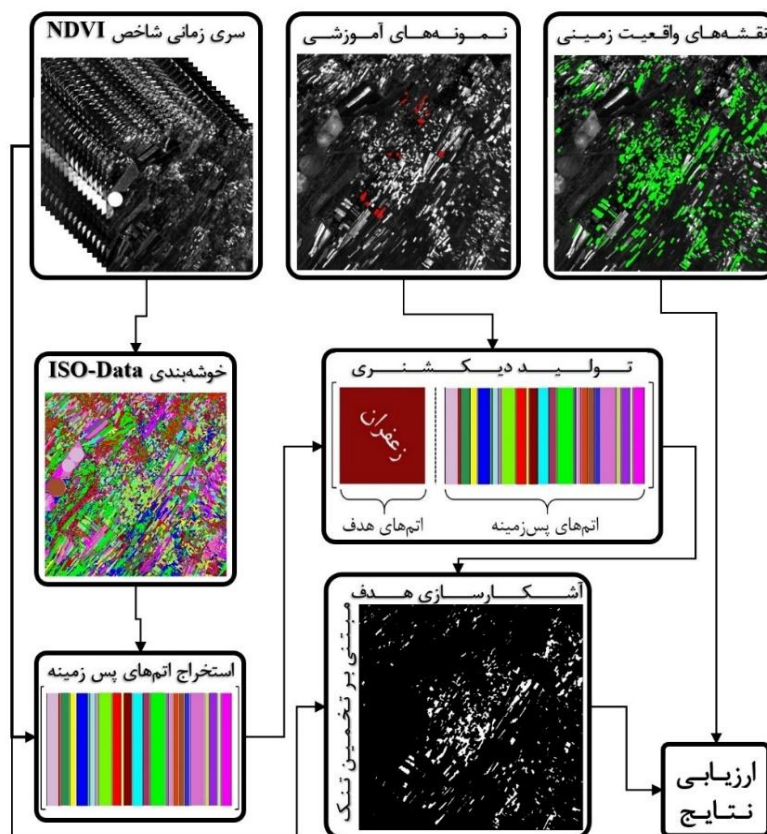 نقشه‌های واقعیت زمینی
نمونه‌های آموزشی
سری زمانی شاخص NDVI
تولید دیکشنری
زعفران
اتم‌های هدف
اتم‌های پس‌زمینه
خوشه‌بندی ISO-Data
آشکارسازی هدف
مبتنی بر تخمین تنک
استخراج اتم‌های پس زمینه
ارزیابی
نتایج